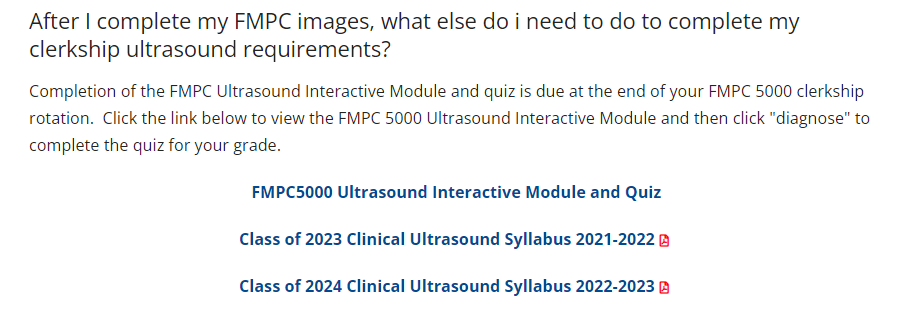 After I complete my FMPC images, what else do i need to do to complete my
clerkship ultrasound requirements?
Completion of the FMPC Ultrasound Interactive Module and quiz is due at the end of your FMPC 5000 clerkship
rotation.  Click the link below to view the FMPC 5000 Ultrasound Interactive Module and then click "diagnose" to
complete the quiz for your grade.
FMPC5000 Ultrasound Interactive Module and Quiz
Class of 2023 Clinical Ultrasound Syllabus 2021-2022
Class of 2024 Clinical Ultrasound Syllabus 2022-2023